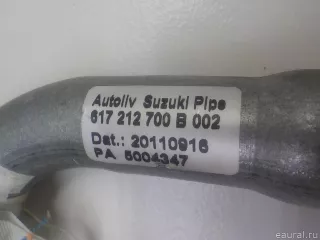 Autoliv Suzuki Pipe
617 212 700 B 002
Dat.: 20110916
PA 5004347
eaural.ru